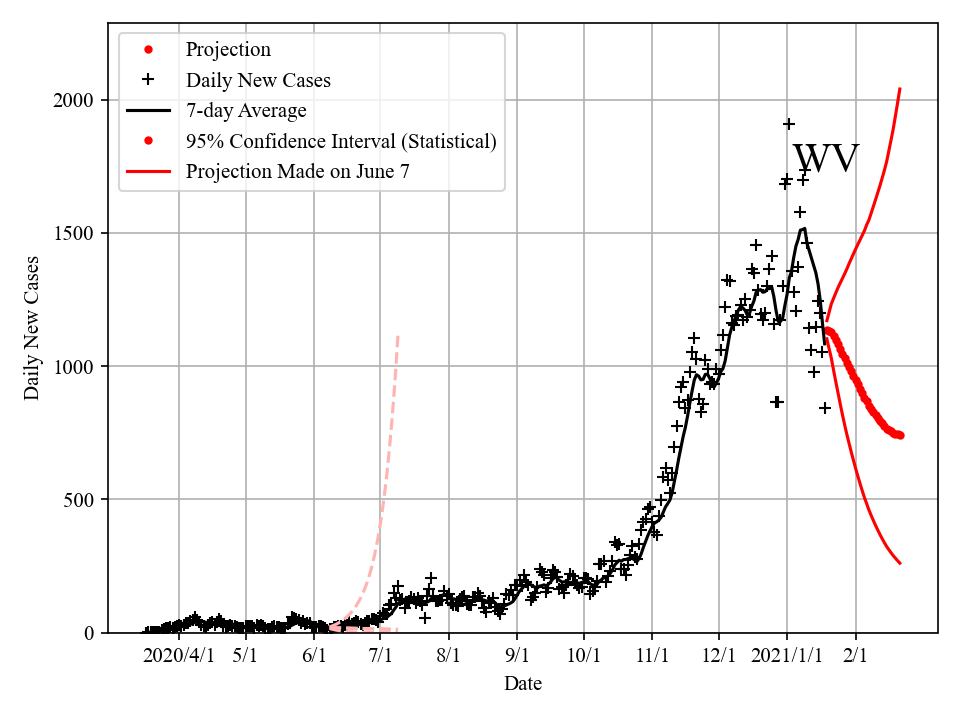 Projection
Daily New Cases
7-day Average
95% Confidence Interval (Statistical)
Projection Made on June 7
WV
2000
1500
1000
500
0
Daily New Cases
2020/4/1 5/1 6/1 7/1 8/1 9/1 10/1 11/1 12/1 2021/1/1 2/1
Date